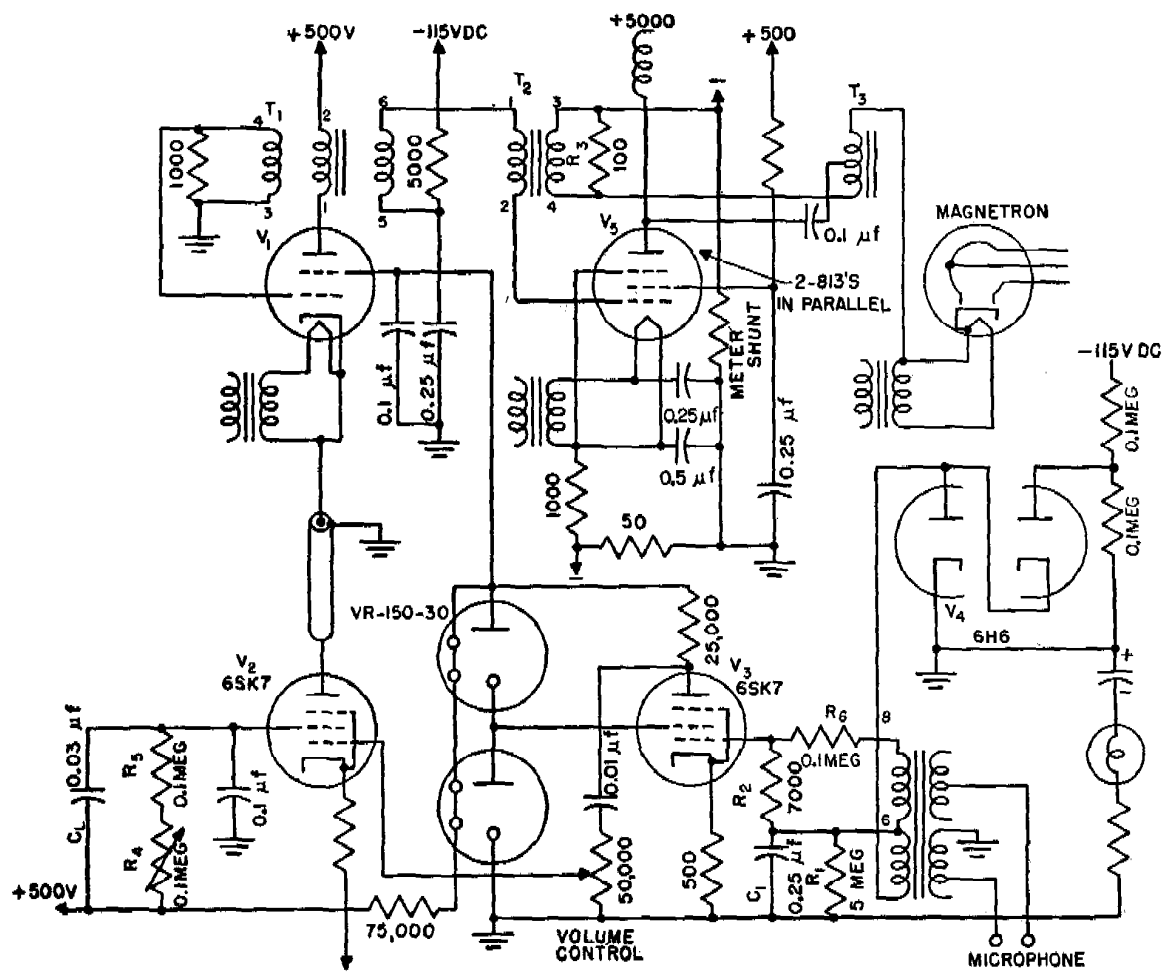 +500V
-115VDC
+5000
+500
T1
4
3
1000
2
1
6
5
5000
T2
1
2
3
4
R3
100
T3
0.1 µf
V1
V5
2-813'S
IN PARALLEL
MAGNETRON
METER
SHUNT
-115V DC
0.1MEG
0.1MEG
0.1 µf
0.25 µf
0.25µf
0.5 µf
0.25 µf
1000
50
VR-150-30
25,000
V4
6H6
+
V2
6SK7
V3
6SK7
0.03 µf
CL
R5
0.1MEG
R4
0.1MEG
0.1 µf
0.01µf
50,000
500
R6
0.1MEG
8
6
R2
7000
C1
0.25 µf
R1
5 MEG
+500V
75,000
VOLUME
CONTROL
MICROPHONE